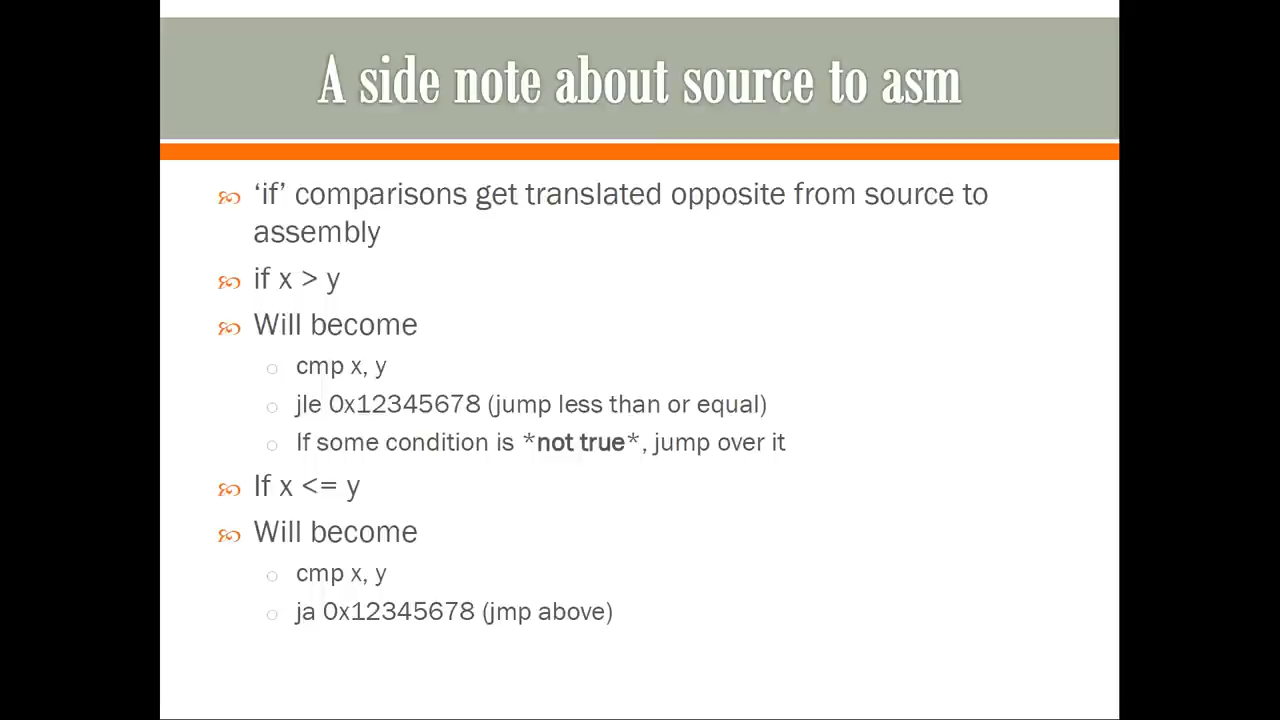 A side note about source to asm
‘if’ comparisons get translated opposite from source to
assembly
if x > y
Will become
cmp x, y
jle 0x12345678 (jump less than or equal)
If some condition is *not true*, jump over it
If x <= y
Will become
cmp x, y
ja 0x12345678 (jmp above)